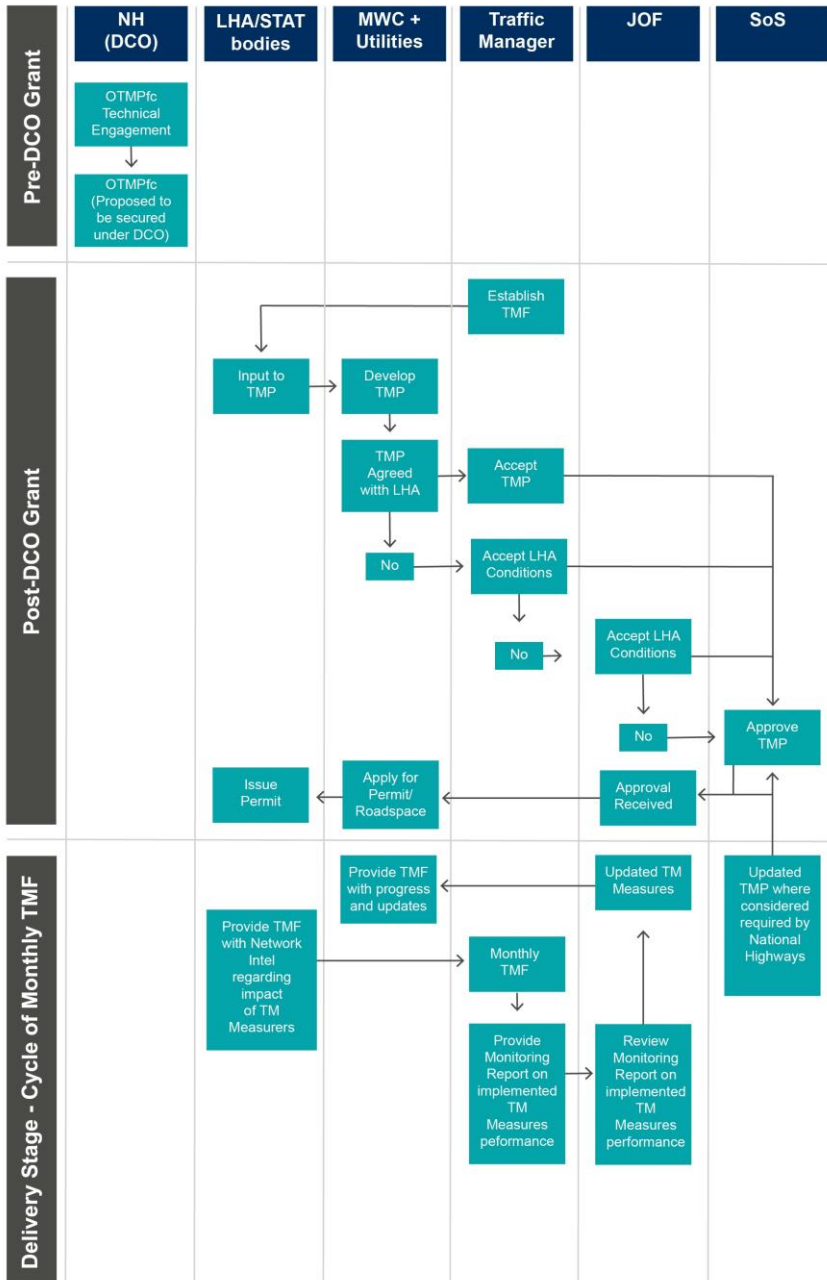 NH
(DCO)
LHA/STAT
bodies
MWC +
Utilities
Traffic
Manager
JOF
SoS
Pre-DCO Grant
OTMPfc
Technical
Engagement
OTMPfc
(Proposed to
be secured
under DCO)
Post-DCO Grant
Establish
TMF
Input to
TMP
Develop
TMP
TMP
Agreed
witth LHA
Accept
TMP
No
Accept LHA
Conditions
No
Accept LHA
Conditions
No
Approve
TMP
Issue
Permit
Apply for
Permit/
Roadspace
Approval
Received
Delivery Stage - Cycle of Monthly TMF
Provide TMF
with progress
and updates
Updated TM
Measures
Updated
TMP where
considered
required by
National
Highways
Provide TMF
with Network
Intel
regarding
impact
of TM
Measurers
Monthly
TMF
Provide
Monitoring
Report on
implemented
TM
Measures
peformance
Review
Monitoring
Report on
implemented
TM
Measures
performance